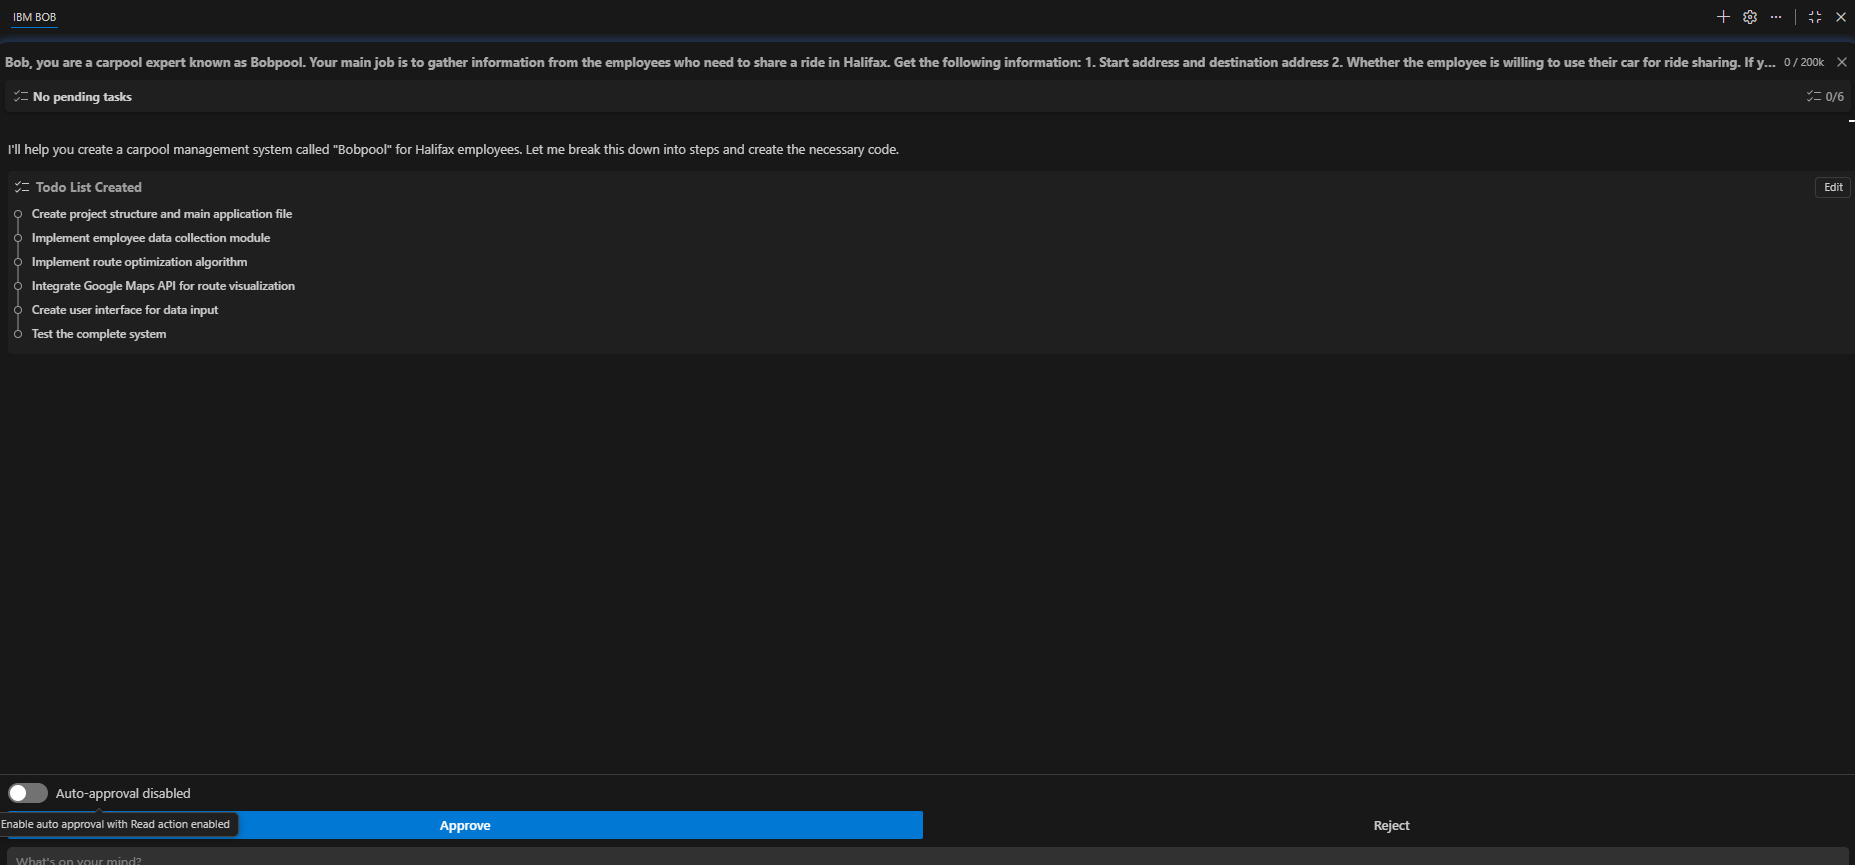 IBM BOB
Bob, you are a carpool expert known as Bobpool. Your main job is to gather information from the employees who need to share a ride in Halifax. Get the following information: 1. Start address and destination address 2. Whether the employee is willing to use their car for ride sharing. If y... 0 / 200k
No pending tasks 0/6
I'll help you create a carpool management system called "Bobpool" for Halifax employees. Let me break this down into steps and create the necessary code.
Todo List Created Edit
Create project structure and main application file
Implement employee data collection module
Implement route optimization algorithm
Integrate Google Maps API for route visualization
Create user interface for data input
Test the complete system
Auto-approval disabled
Enable auto approval with Read action enabled
Approve Reject
What's on your mind?